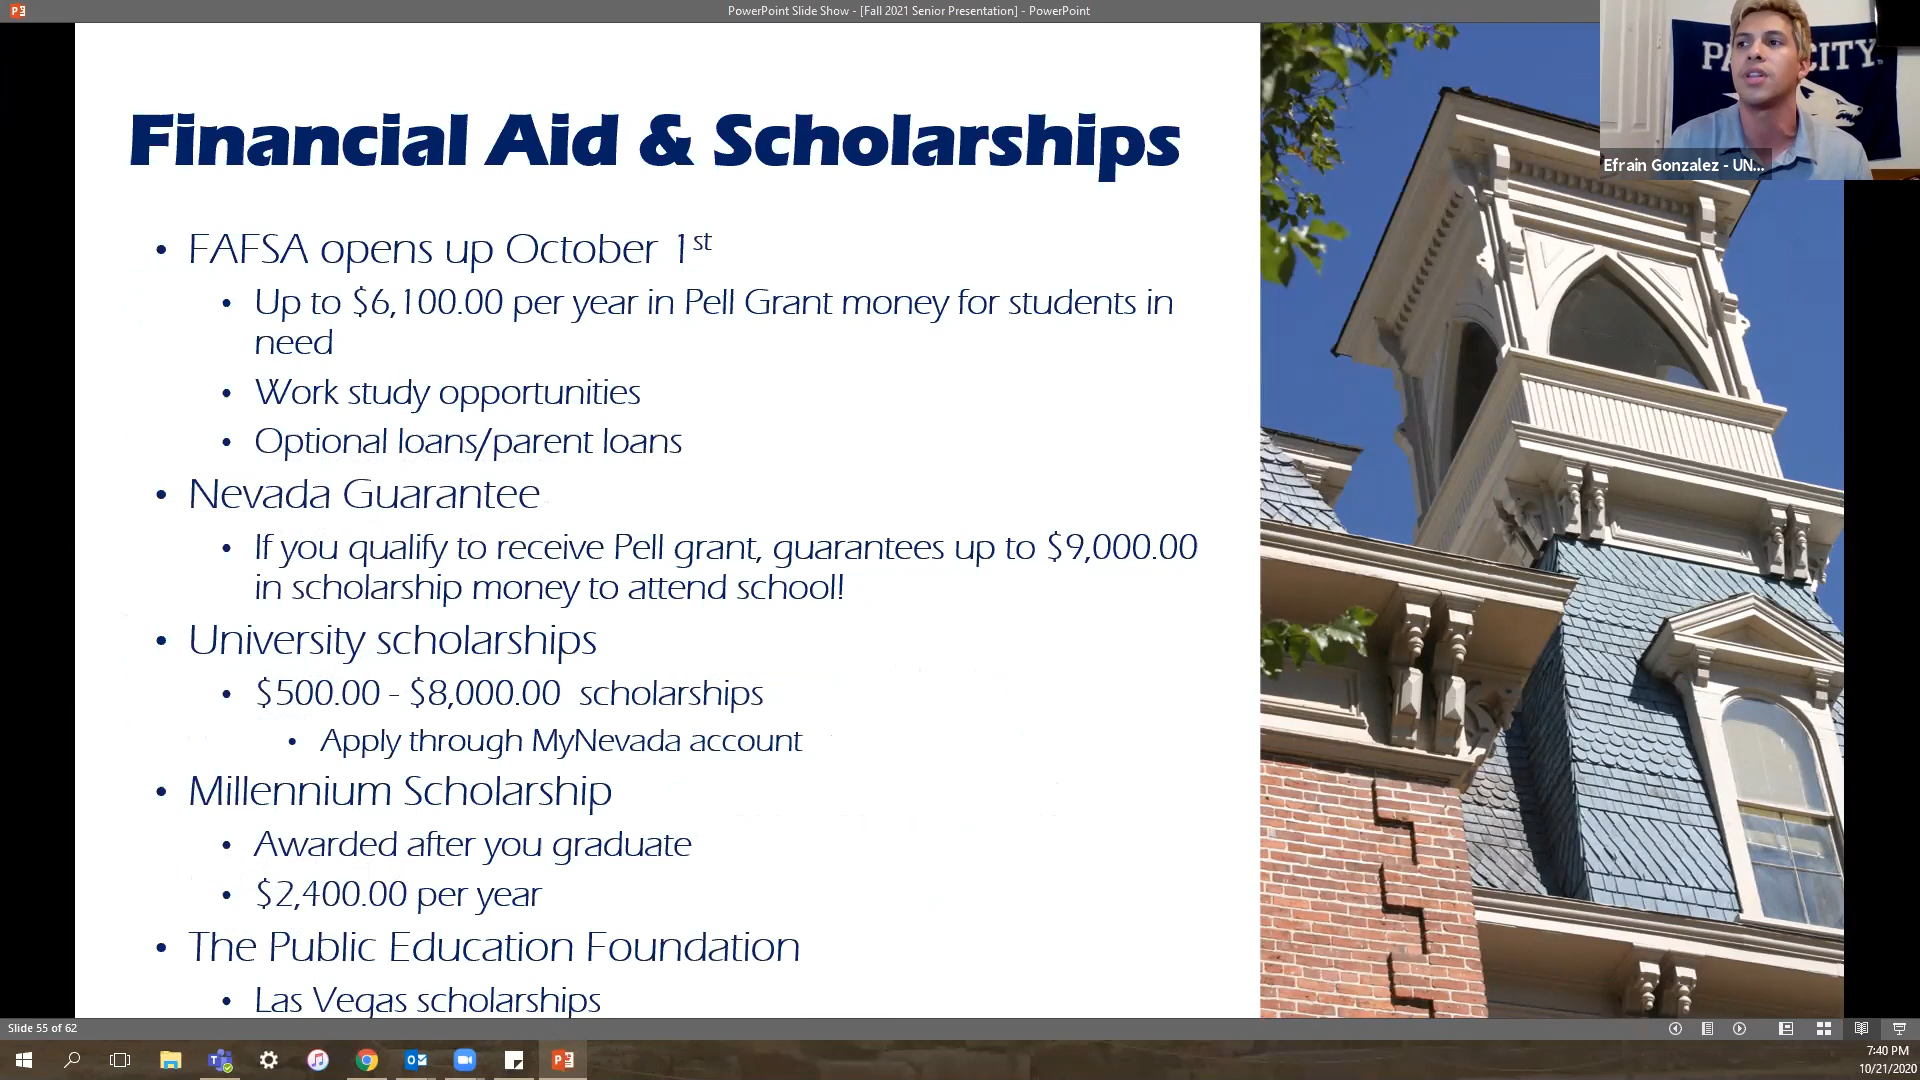 PowerPoint Slide Show - [Fall 2021 Senior Presentation] - PowerPoint
Financial Aid & Scholarships
• FAFSA opens up October 1st
• Up to $6,100.00 per year in Pell Grant money for students in
need
• Work study opportunities
• Optional loans/parent loans
• Nevada Guarantee
• If you qualify to receive Pell grant, guarantees up to $9,000.00
in scholarship money to attend school!
• University scholarships
• $500.00 - $8,000.00 scholarships
• Apply through MyNevada account
• Millennium Scholarship
• Awarded after you graduate
• $2,400.00 per year
• The Public Education Foundation
• Las Vegas scholarships
CITY
Efrain Gonzalez - UN...
Slide 55 of 62
7:40 PM
10/21/2020